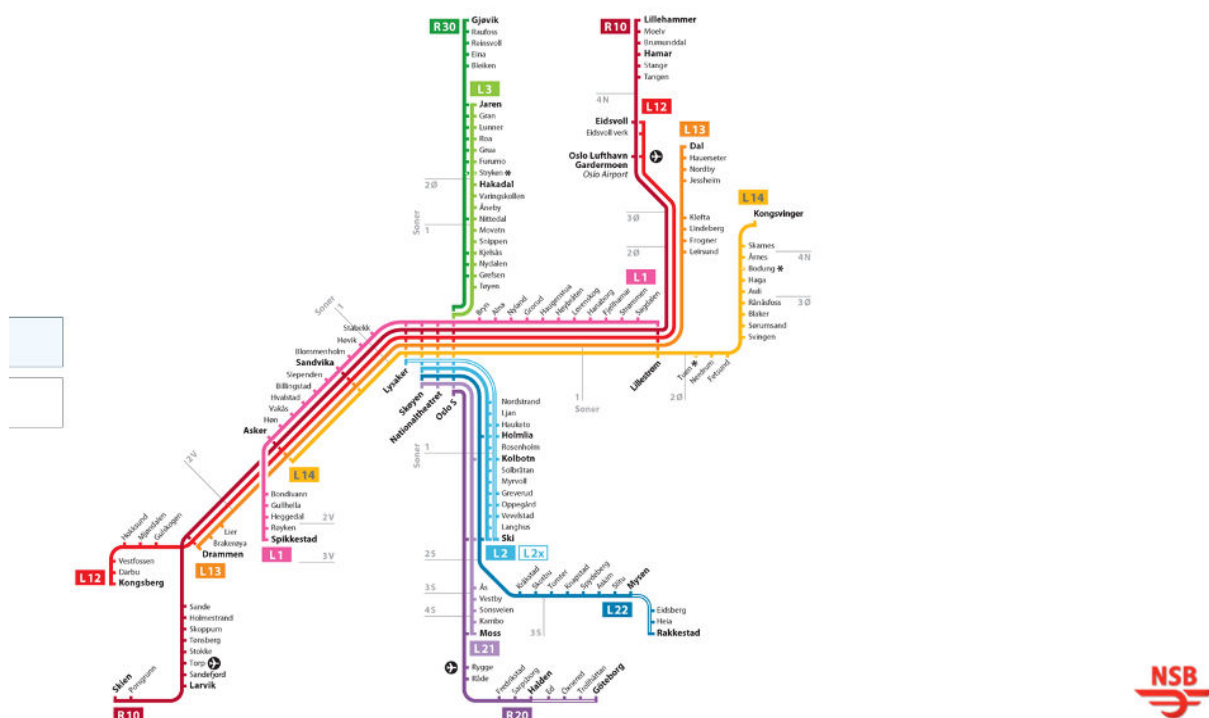 R30
Gjøvik
Raufoss
Reinsvoll
Eina
Bleiken
L3
Jaren
Gran
Lunner
Roa
Grua
Furumo
Stryken *
Hakadal
Varingskollen
Åneby
Nittedal
Movatn
Snippen
Kjelsås
Nydalen
Grefsen
Tøyen
2Ø
Soner
1
R10
Lillehammer
Moelv
Brumunddal
Hamar
Stange
Tangen
4N
L12
Eidsvoll
Eidsvoll verk
Oslo Lufthavn
Gardermoen
Oslo Airport
L13
Dal
Hauerseter
Nordby
Jessheim
Kløfta
Lindeberg
Frogner
Leirsund
3Ø
2Ø
L14
Kongsvinger
Skarnes
Årnes
4N
Bodung *
Haga
Auli
Rånåsfoss
3Ø
Blaker
Sørumsand
Svingen
L1
Bryn
Alna
Nyland
Grorud
Haugenstua
Høybråten
Lørenskog
Hanaborg
Fjellhamar
Strømmen
Sagdalen
Lillestrøm
Tuen *
Nerdrum
Fetsund
1
Soner
2Ø
Soner
1
Stabekk
Høvik
Blommenholm
Sandvika
Slependen
Billingstad
Hvalstad
Vakås
Høn
Asker
Lysaker
Skøyen
Nationaltheatret
Oslo S
2V
L14
Bondivann
Gullhella
Heggedal
2V
Røyken
Spikkestad
L1
3V
Hokksund
Mjøndalen
Gulskogen
Lier
Brakerøya
Drammen
L13
Vestfossen
Darbu
L12
Kongsberg
Sande
Holmestrand
Skoppum
Tønsberg
Stokke
Torp
Sandefjord
Larvik
Skien
Porsgrunn
R10
Nordstrand
Ljan
Hauketo
Holmlia
Rosenholm
Kolbotn
Solbråtan
Myrvoll
Greverud
Oppegård
Vevelstad
Langhus
Ski
L2
L2x
Soner
1
2S
3S
4S
Kråkstad
Skotbu
Tomter
Knapstad
Spydeberg
Askim
Slitu
Mysen
L22
3S
Eidsberg
Heia
Rakkestad
Ås
Vestby
Sonsveien
Kambo
Moss
L21
Rygge
Råde
Fredrikstad
Sarpsborg
Halden
Ed
Öxnered
Trollhättan
Göteborg
R20
NSB